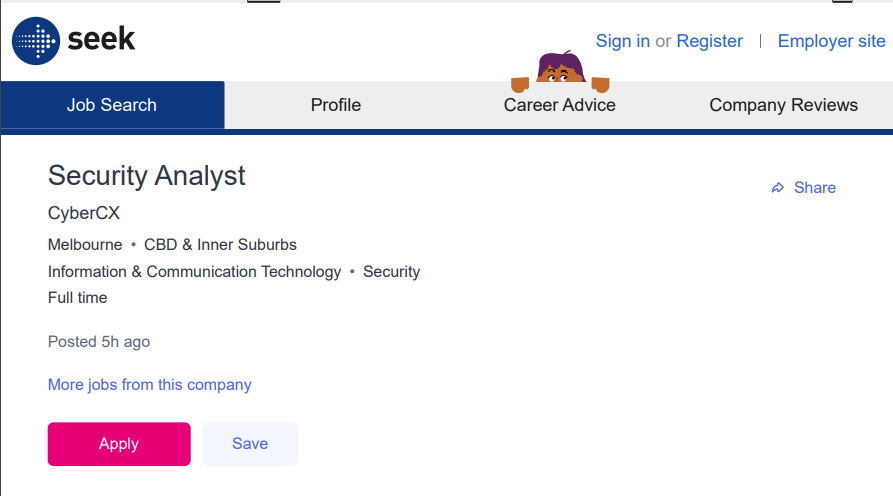 seek
Sign in or Register | Employer site
Job Search Profile Career Advice Company Reviews
Security Analyst
Share
CyberCX
Melbourne • CBD & Inner Suburbs
Information & Communication Technology • Security
Full time
Posted 5h ago
More jobs from this company
Apply Save